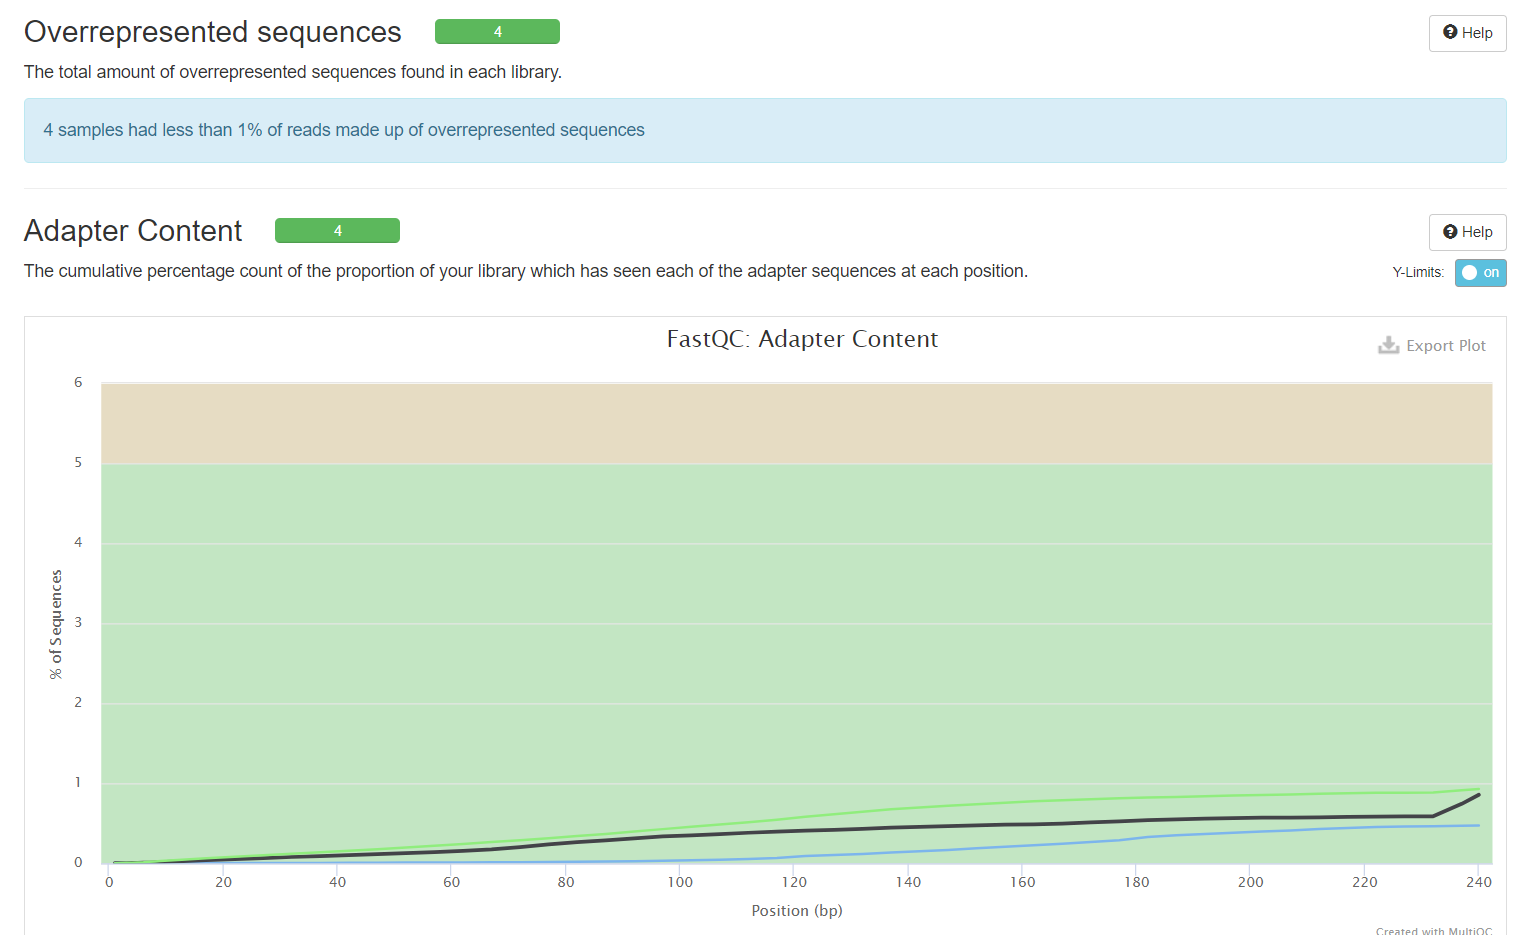 Overrepresented sequences 4 Help
The total amount of overrepresented sequences found in each library.
4 samples had less than 1% of reads made up of overrepresented sequences
Adapter Content 4 Help
The cumulative percentage count of the proportion of your library which has seen each of the adapter sequences at each position.
Y-Limits: on
FastQC: Adapter Content
Export Plot
6
5
4
3
2
1
0
% of Sequences
0 20 40 60 80 100 120 140 160 180 200 220 240
Position (bp)
Created with MultiQC